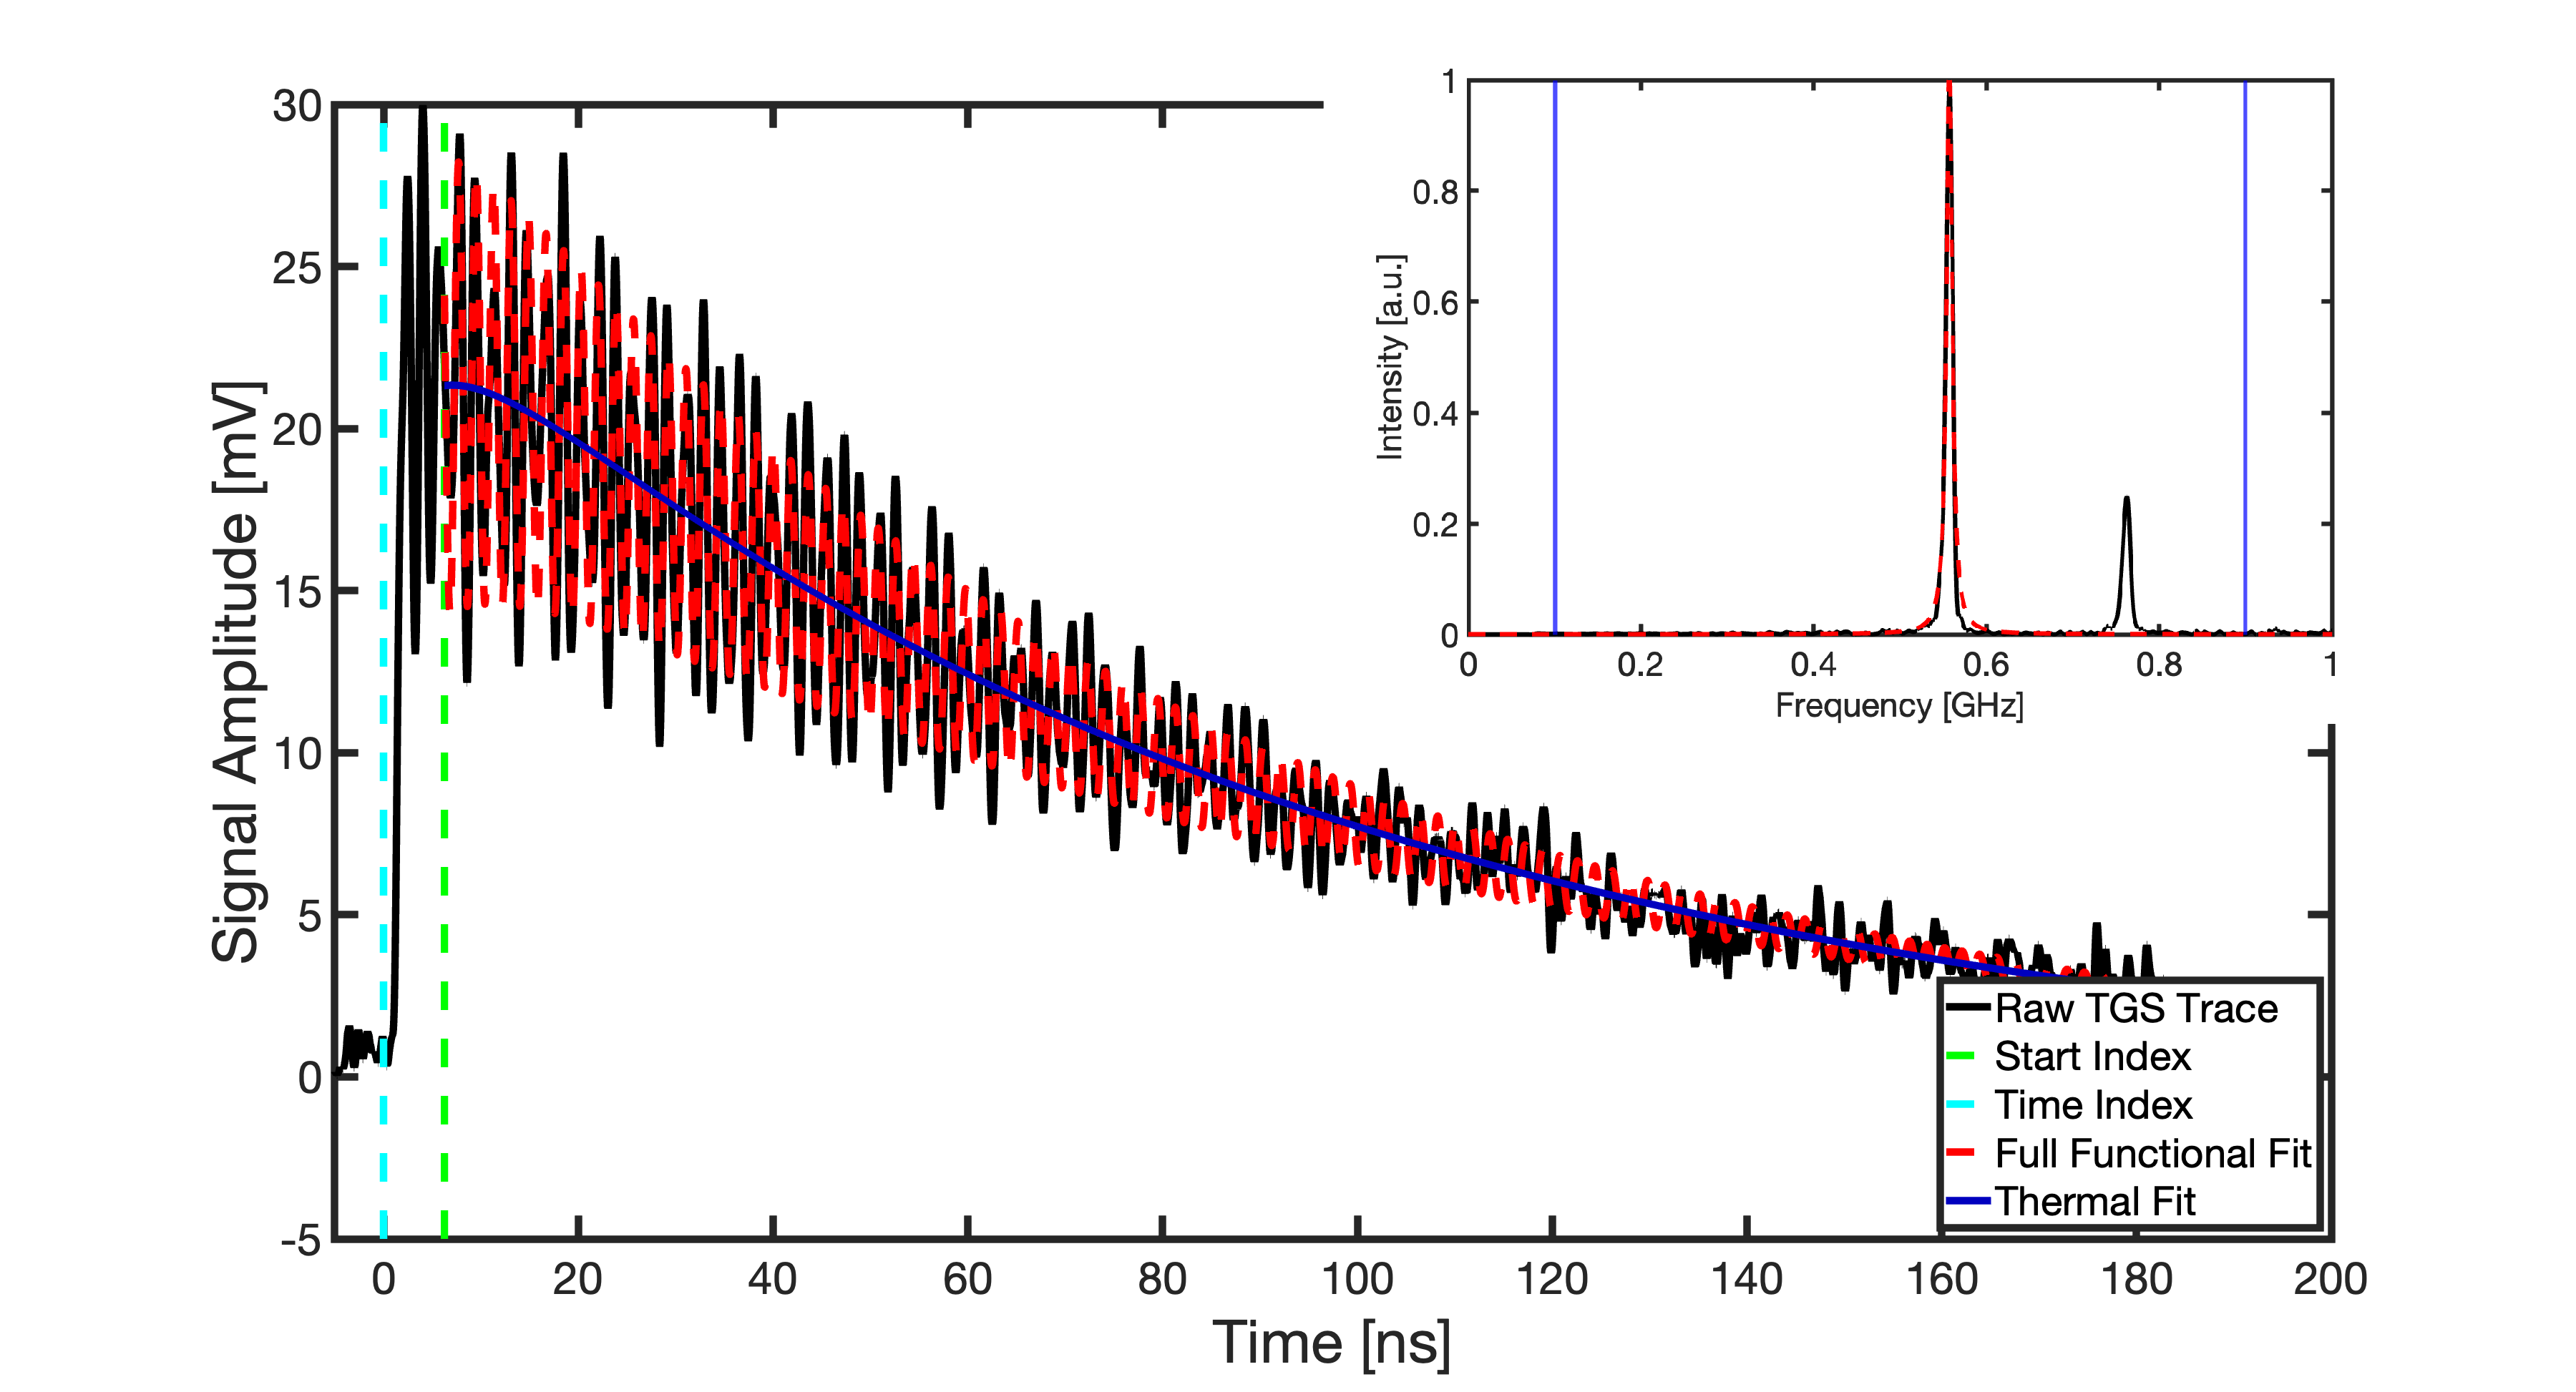 30
25
20
15
10
5
0
-5
Signal Amplitude [mV]
0 20 40 60 80 100 120 140 160 180 200
Time [ns]
1
0.8
0.6
0.4
0.2
0
Intensity [a.u.]
0 0.2 0.4 0.6 0.8 1
Frequency [GHz]
Raw TGS Trace
Start Index
Time Index
Full Functional Fit
Thermal Fit